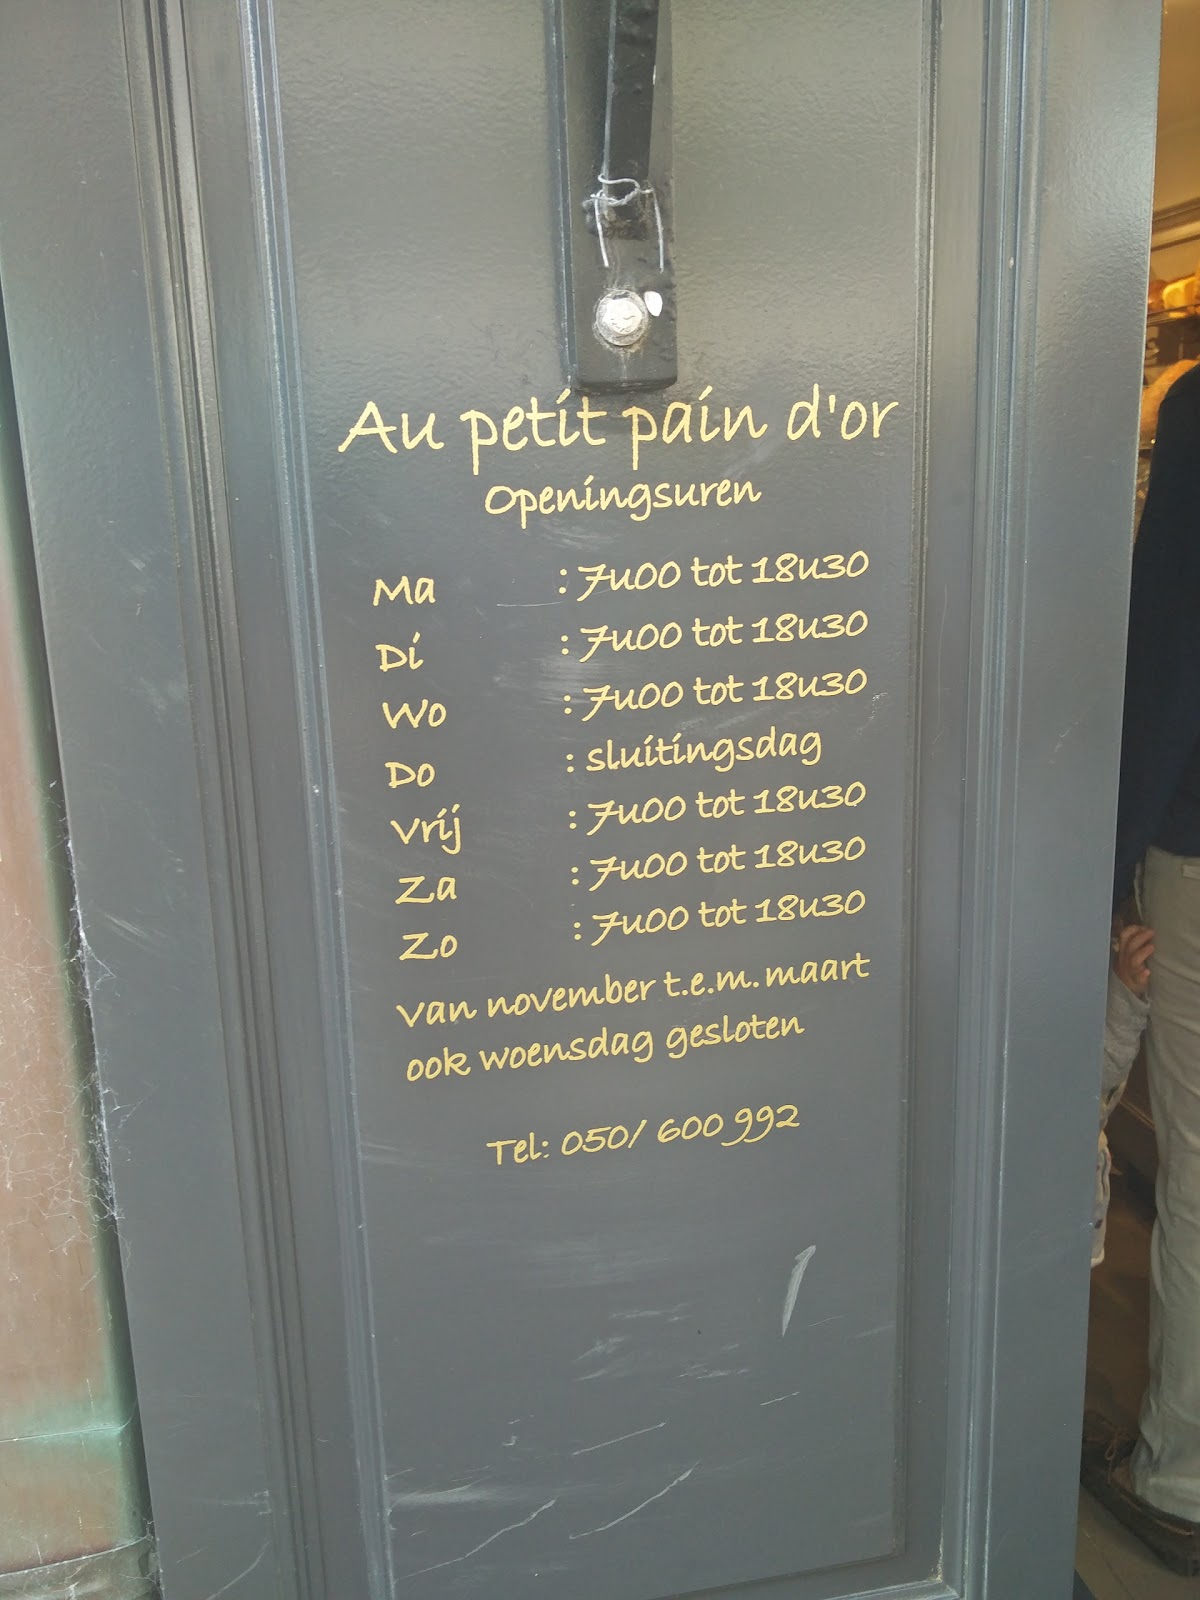 Au petit pain d'or
Openingsuren
Ma : 7u00 tot 18u30
Di : 7u00 tot 18u30
Wo : 7u00 tot 18u30
Do : sluitingsdag
Vrij : 7u00 tot 18u30
Za : 7u00 tot 18u30
Zo : 7u00 tot 18u30
van november t.e.m. maart
ook woensdag gesloten
Tel: 050/ 600 992